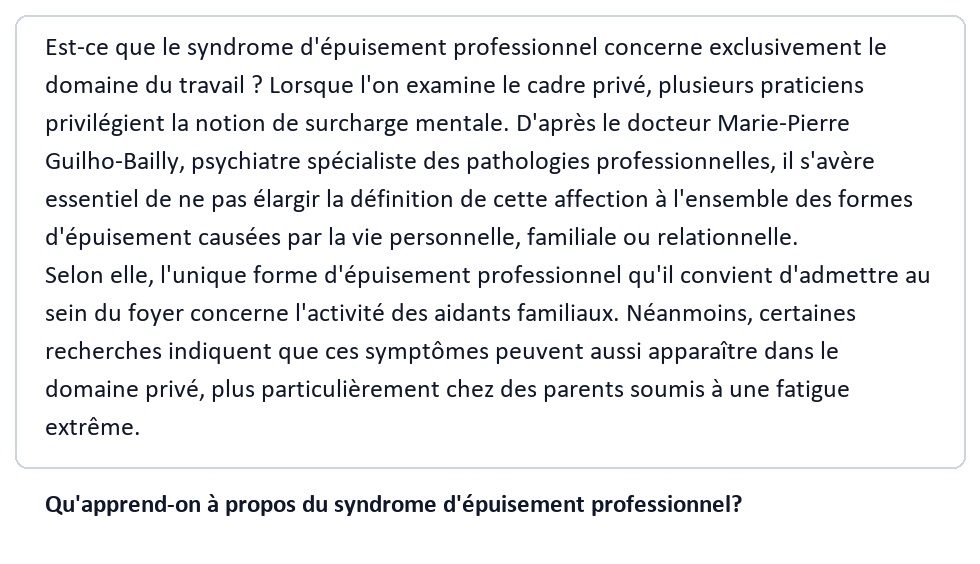 Est-ce que le syndrome d'épuisement professionnel concerne exclusivement le
domaine du travail ? Lorsque l'on examine le cadre privé, plusieurs praticiens
privilégient la notion de surcharge mentale. D'après le docteur Marie-Pierre
Guilho-Bailly, psychiatre spécialiste des pathologies professionnelles, il s'avère
essentiel de ne pas élargir la définition de cette affection à l'ensemble des formes
d'épuisement causées par la vie personnelle, familiale ou relationnelle.
Selon elle, l'unique forme d'épuisement professionnel qu'il convient d'admettre au
sein du foyer concerne l'activité des aidants familiaux. Néanmoins, certaines
recherches indiquent que ces symptômes peuvent aussi apparaître dans le
domaine privé, plus particulièrement chez des parents soumis à une fatigue
extrême.
Qu'apprend-on à propos du syndrome d'épuisement professionnel?